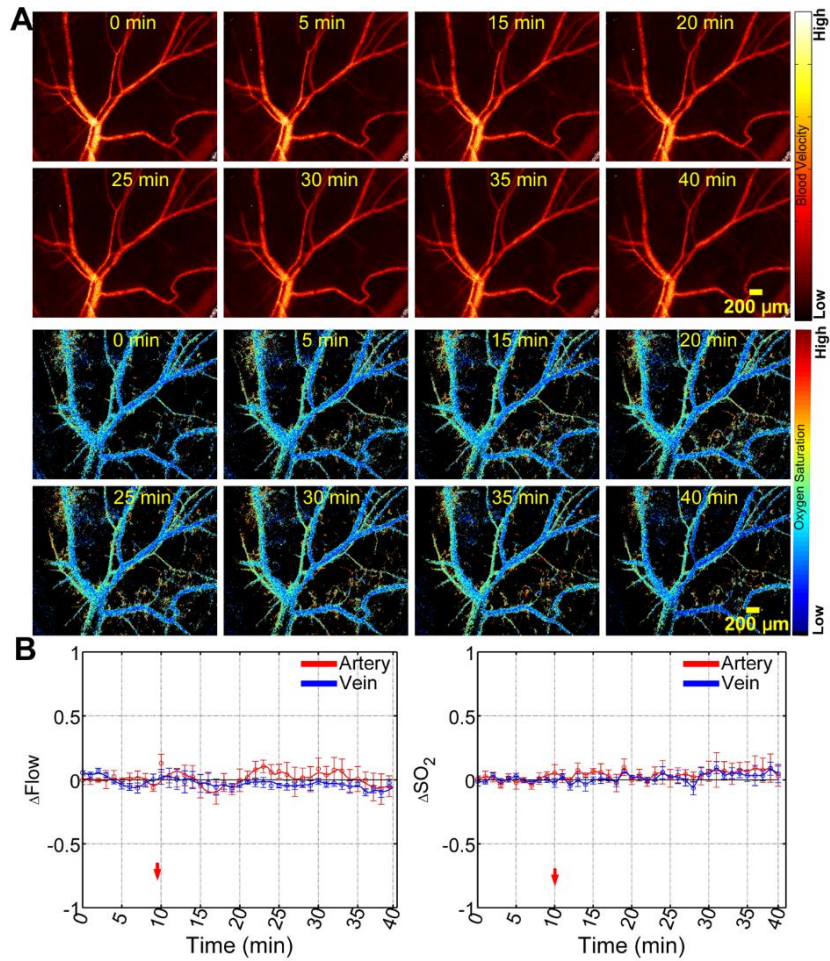 A
0 min 5 min 15 min 20 min
High
Blood Velocity
Low
25 min 30 min 35 min 40 min
200 µm
0 min 5 min 15 min 20 min
High
Oxygen Saturation
Low
25 min 30 min 35 min 40 min
200 µm
B
1
0.5
0
-0.5
-1
ΔFlow
Artery
Vein
0 5 10 15 20 25 30 35 40
Time (min)
1
0.5
0
-0.5
-1
ΔSO₂
Artery
Vein
0 5 10 15 20 25 30 35 40
Time (min)